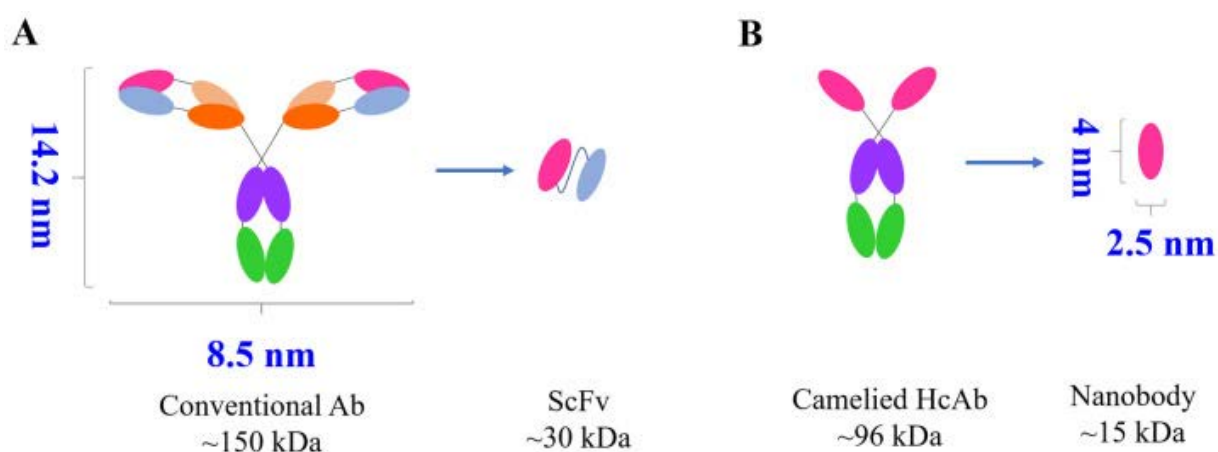 A
B
14.2 nm
8.5 nm
4 nm
2.5 nm
Conventional Ab
~150 kDa
ScFv
~30 kDa
Camelied HcAb
~96 kDa
Nanobody
~15 kDa